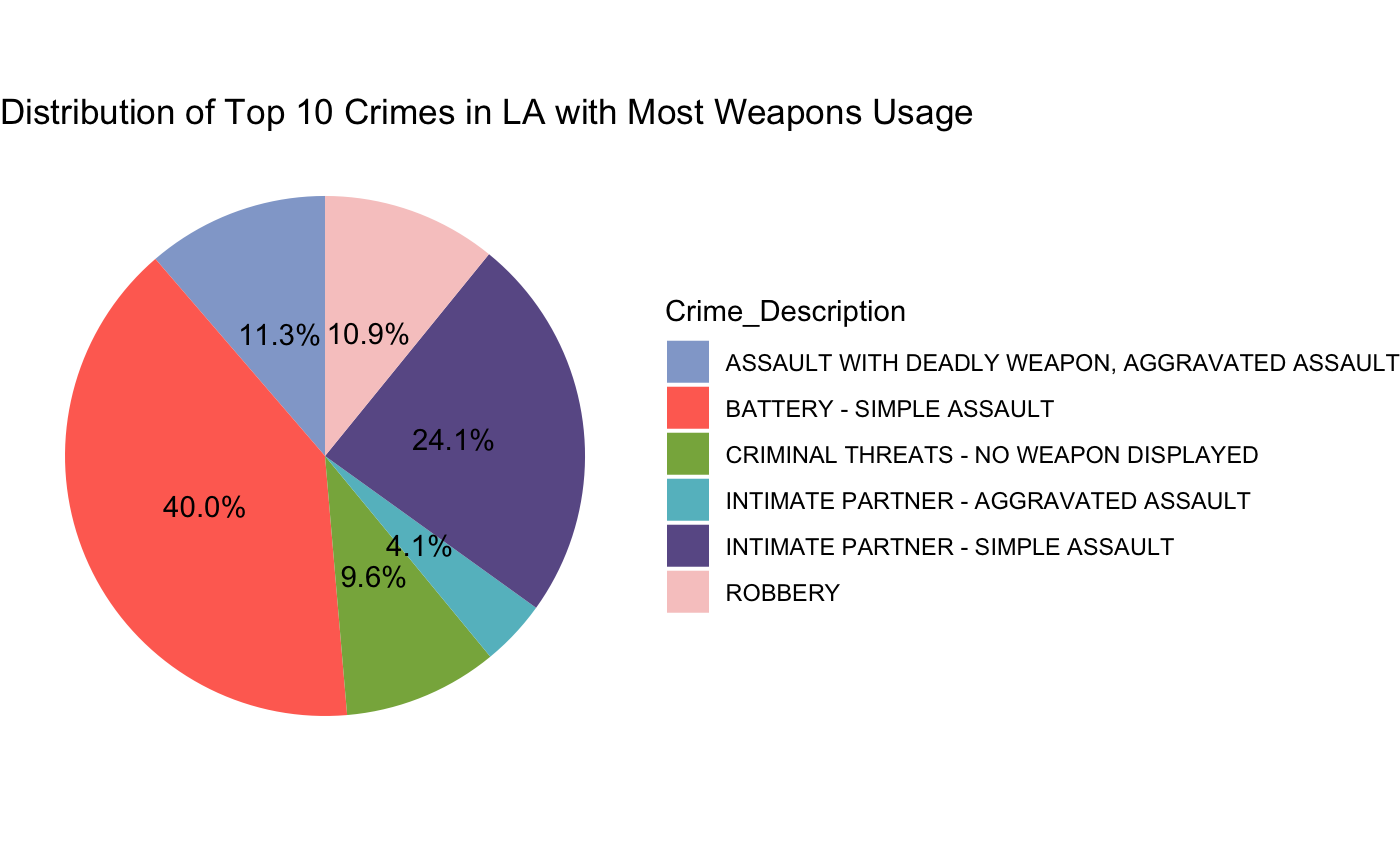 Distribution of Top 10 Crimes in LA with Most Weapons Usage
11.3%
10.9%
24.1%
40.0%
4.1%
9.6%
Crime_Description
ASSAULT WITH DEADLY WEAPON, AGGRAVATED ASSAULT
BATTERY - SIMPLE ASSAULT
CRIMINAL THREATS - NO WEAPON DISPLAYED
INTIMATE PARTNER - AGGRAVATED ASSAULT
INTIMATE PARTNER - SIMPLE ASSAULT
ROBBERY